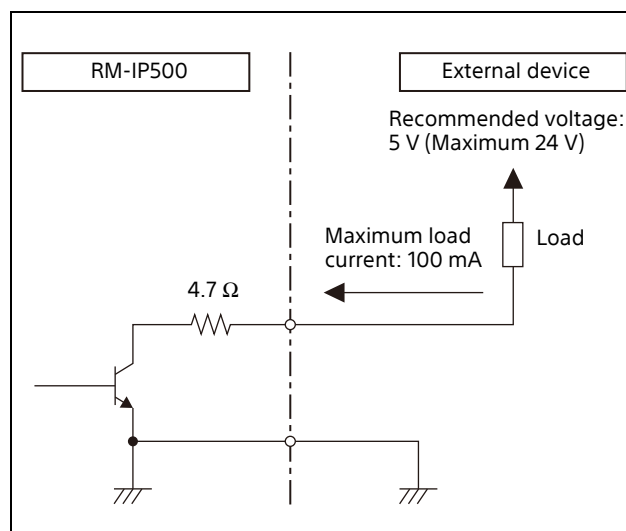 RM-IP500
External device
Recommended voltage:
5 V (Maximum 24 V)
Maximum load
current: 100 mA
Load
4.7 Ω